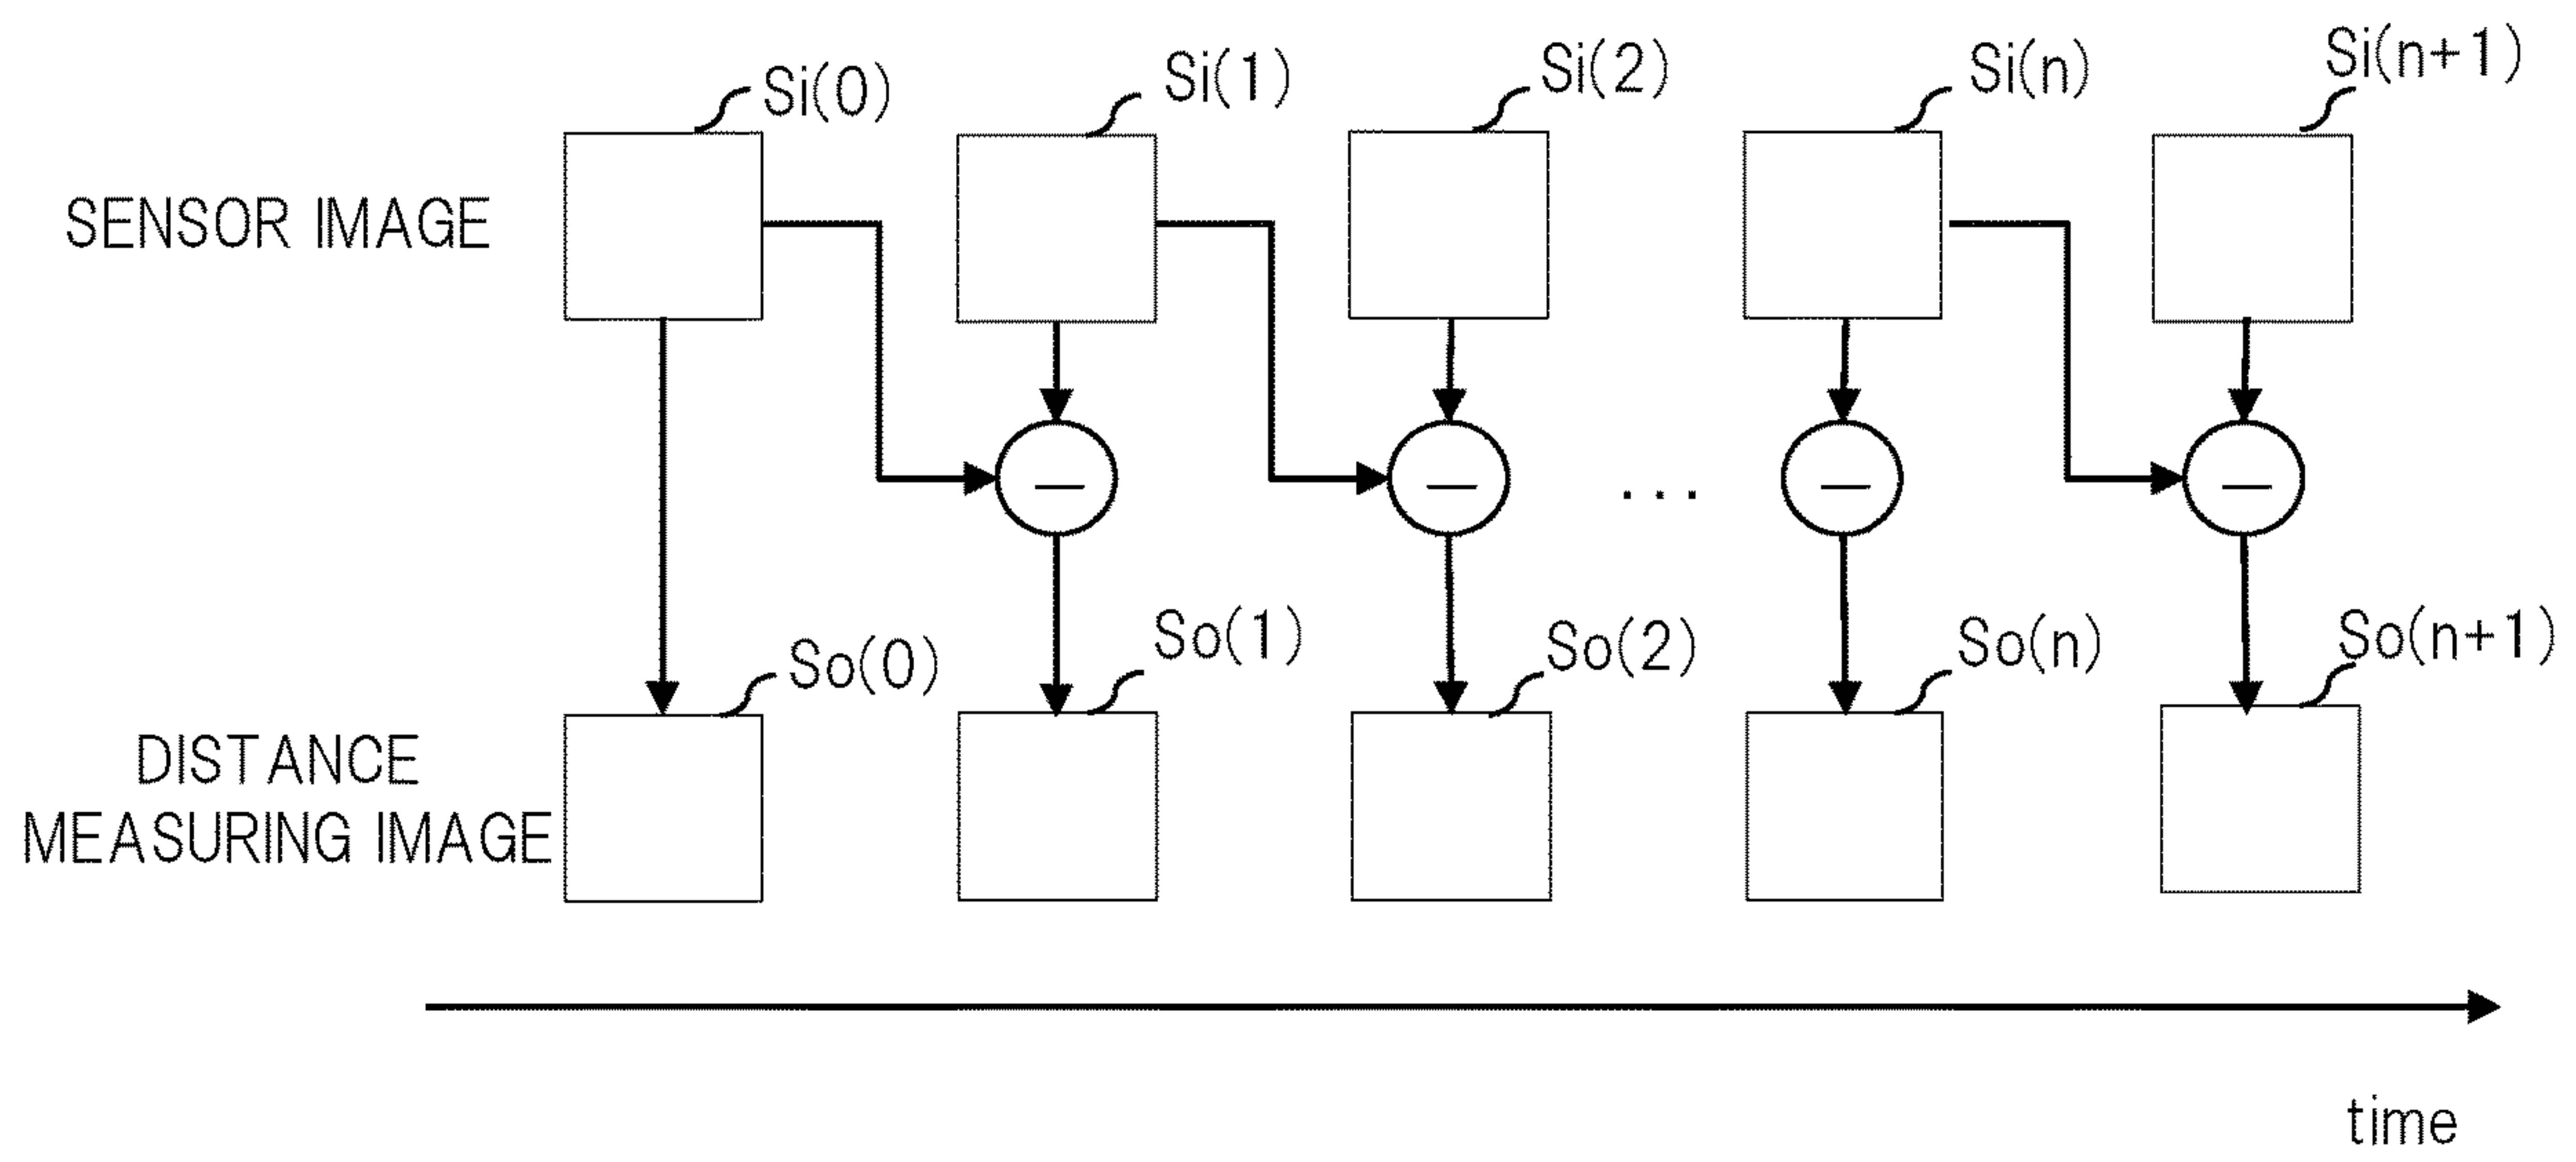 Si(0)
Si(1)
Si(2)
Si(n)
Si(n+1)
SENSOR IMAGE
−
−
...
−
−
So(0)
So(1)
So(2)
So(n)
So(n+1)
DISTANCE
MEASURING IMAGE
time